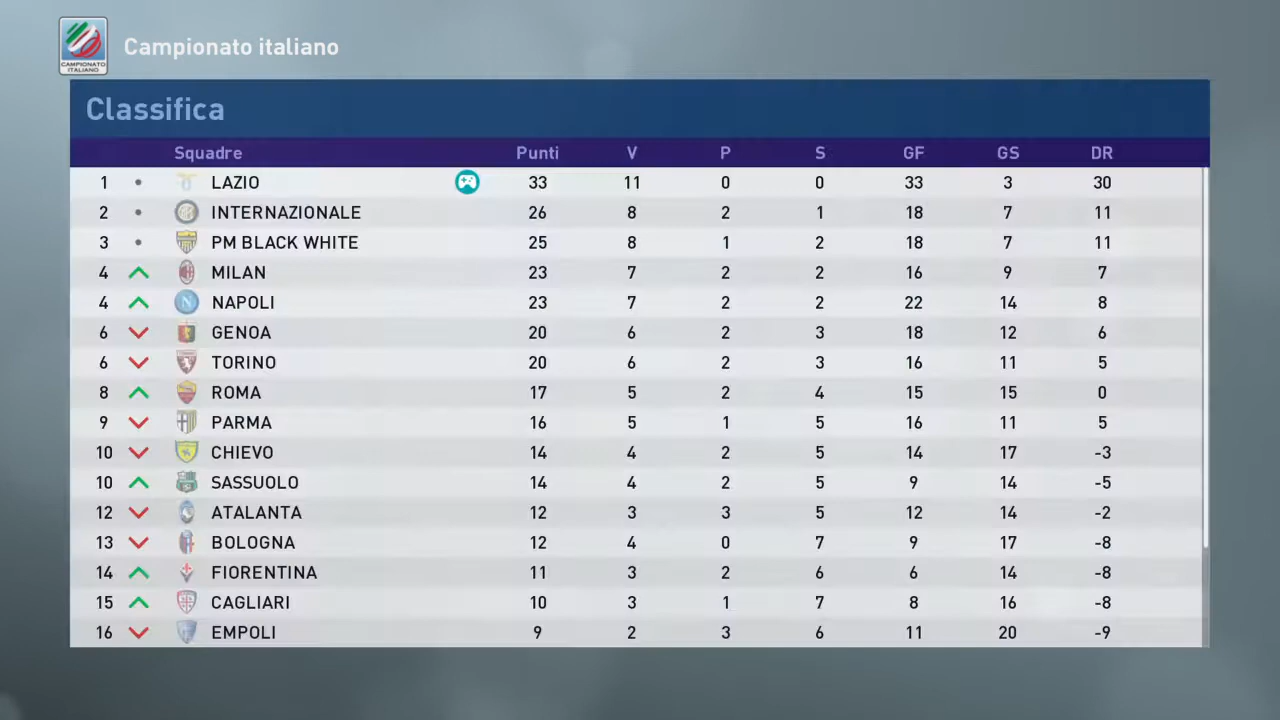 CAMPIONATO
ITALIANO
Campionato italiano
Classifica
Squadre Punti V P S GF GS DR
1 LAZIO 33 11 0 0 33 3 30
2 INTERNAZIONALE 26 8 2 1 18 7 11
3 PM BLACK WHITE 25 8 1 2 18 7 11
4 MILAN 23 7 2 2 16 9 7
4 NAPOLI 23 7 2 2 22 14 8
6 GENOA 20 6 2 3 18 12 6
6 TORINO 20 6 2 3 16 11 5
8 ROMA 17 5 2 4 15 15 0
9 PARMA 16 5 1 5 16 11 5
10 CHIEVO 14 4 2 5 14 17 -3
10 SASSUOLO 14 4 2 5 9 14 -5
12 ATALANTA 12 3 3 5 12 14 -2
13 BOLOGNA 12 4 0 7 9 17 -8
14 FIORENTINA 11 3 2 6 6 14 -8
15 CAGLIARI 10 3 1 7 8 16 -8
16 EMPOLI 9 2 3 6 11 20 -9